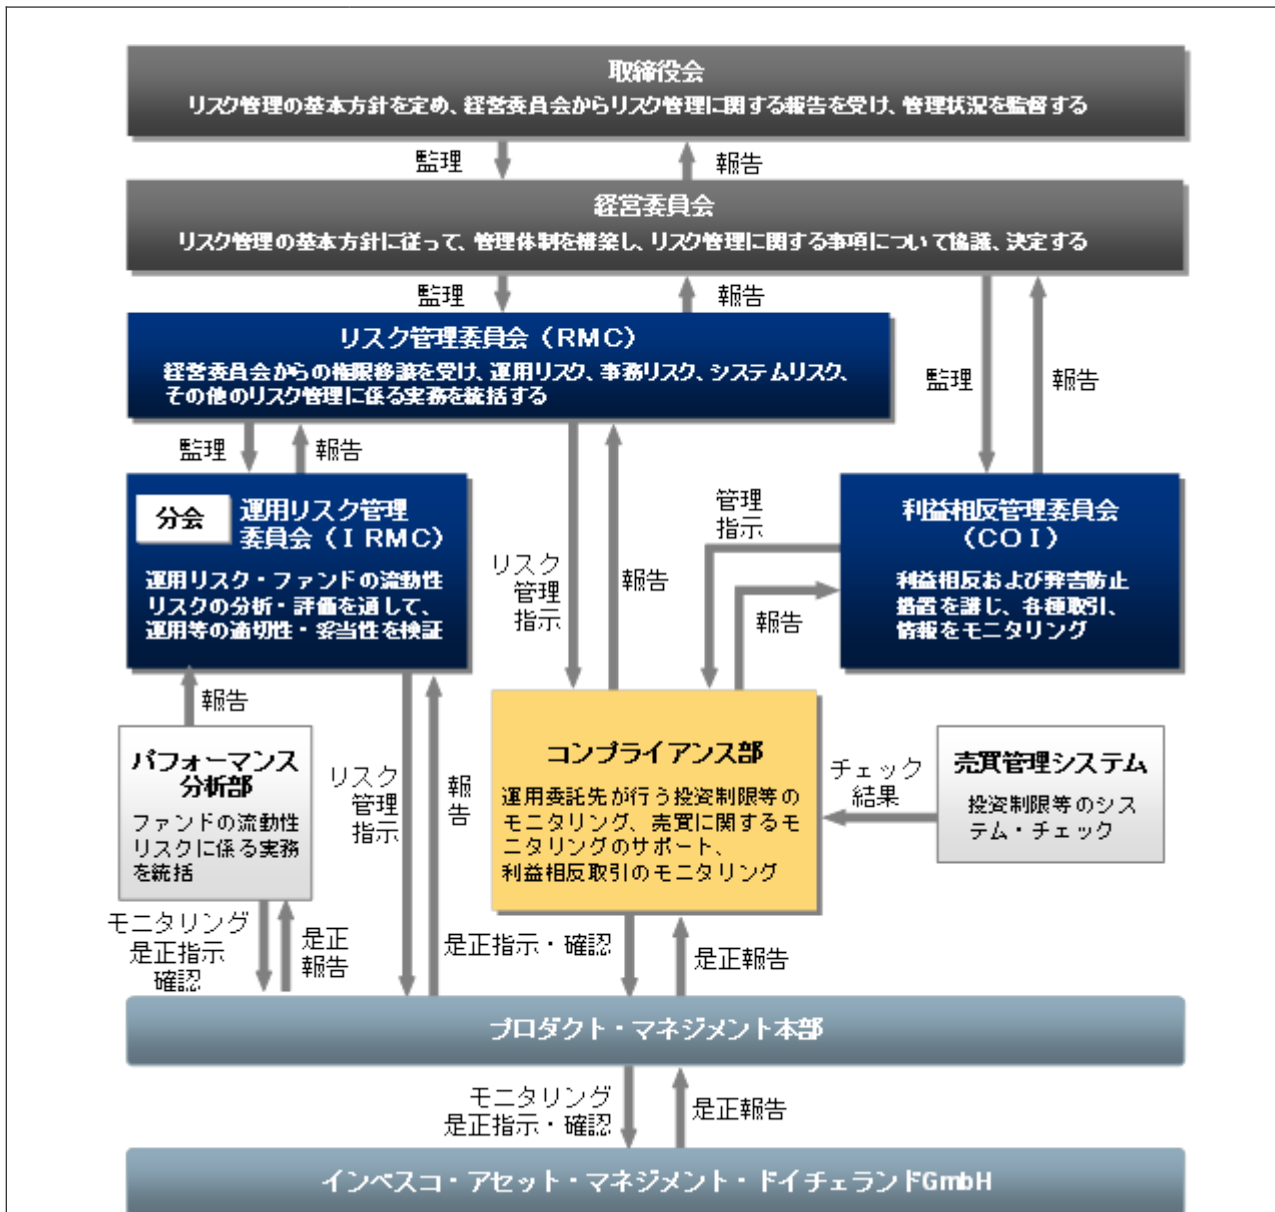 取締役会
リスク管理の基本方針を定め、経営委員会からリスク管理に関する報告を受け、管理状況を監督する
監理
報告
経営委員会
リスク管理の基本方針に従って、管理体制を構築し、リスク管理に関する事項について協議、決定する
監理
報告
リスク管理委員会（RMC）
経営委員会からの権限移譲を受け、運用リスク、事務リスク、システムリスク、
その他のリスク管理に係る実務を統括する
監理
報告
監理
報告
分会
運用リスク管理
委員会（ＩRMC）
運用リスク・ファンドの流動性
リスクの分析・評価を通して、
運用等の適切性・妥当性を検証
リスク
管理
指示
報告
管理
指示
報告
利益相反管理委員会
（COI）
利益相反および弊害防止
措置を講じ、各種取引、
情報をモニタリング
報告
パフォーマンス
分析部
ファンドの流動性
リスクに係る実務
を統括
リスク
管理
指示
報
告
コンプライアンス部
運用委託先が行う投資制限等の
モニタリング、売買に関するモ
ニタリングのサポート、
利益相反取引のモニタリング
チェック
結果
売買管理システム
投資制限等のシス
テム・チェック
モニタリング
是正指示
確認
是正
報告
是正指示・確認
是正報告
プロダクト・マネジメント本部
モニタリング
是正指示・確認
是正報告
インベスコ・アセット・マネジメント・ドイチェランドGmbH